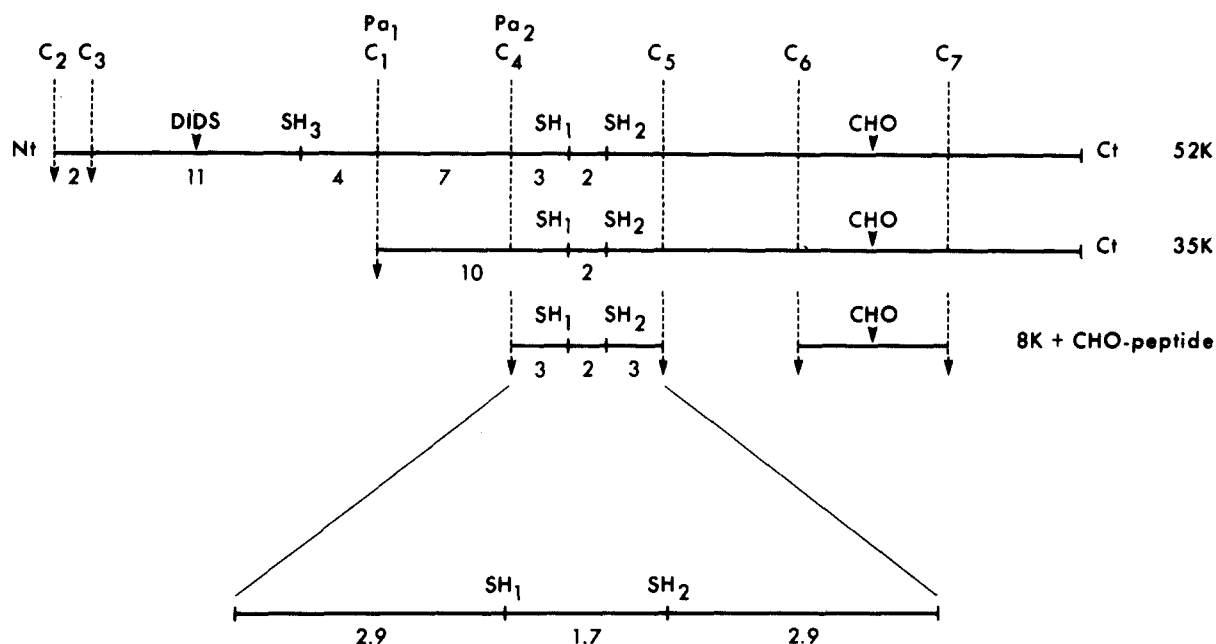 Pa1 Pa2
C2 C3 C1 C4 C5 C6 C7
DIDS SH3 SH1 SH2 CHO
Nt Ct 52K
2 11 4 7 3 2
SH1 SH2 CHO
Ct 35K
10 2
SH1 SH2 CHO
8K + CHO-peptide
3 2 3
SH1 SH2
2.9 1.7 2.9